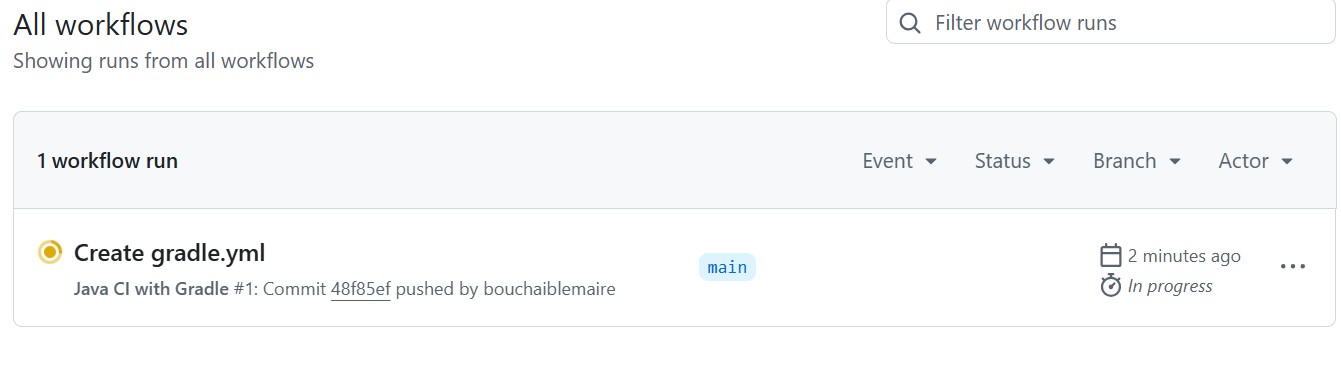 All workflows
Filter workflow runs
Showing runs from all workflows
1 workflow run
Event
Status
Branch
Actor
Create gradle.yml
main
2 minutes ago
Java CI with Gradle #1: Commit 48f85ef pushed by bouchaiblemaire
In progress